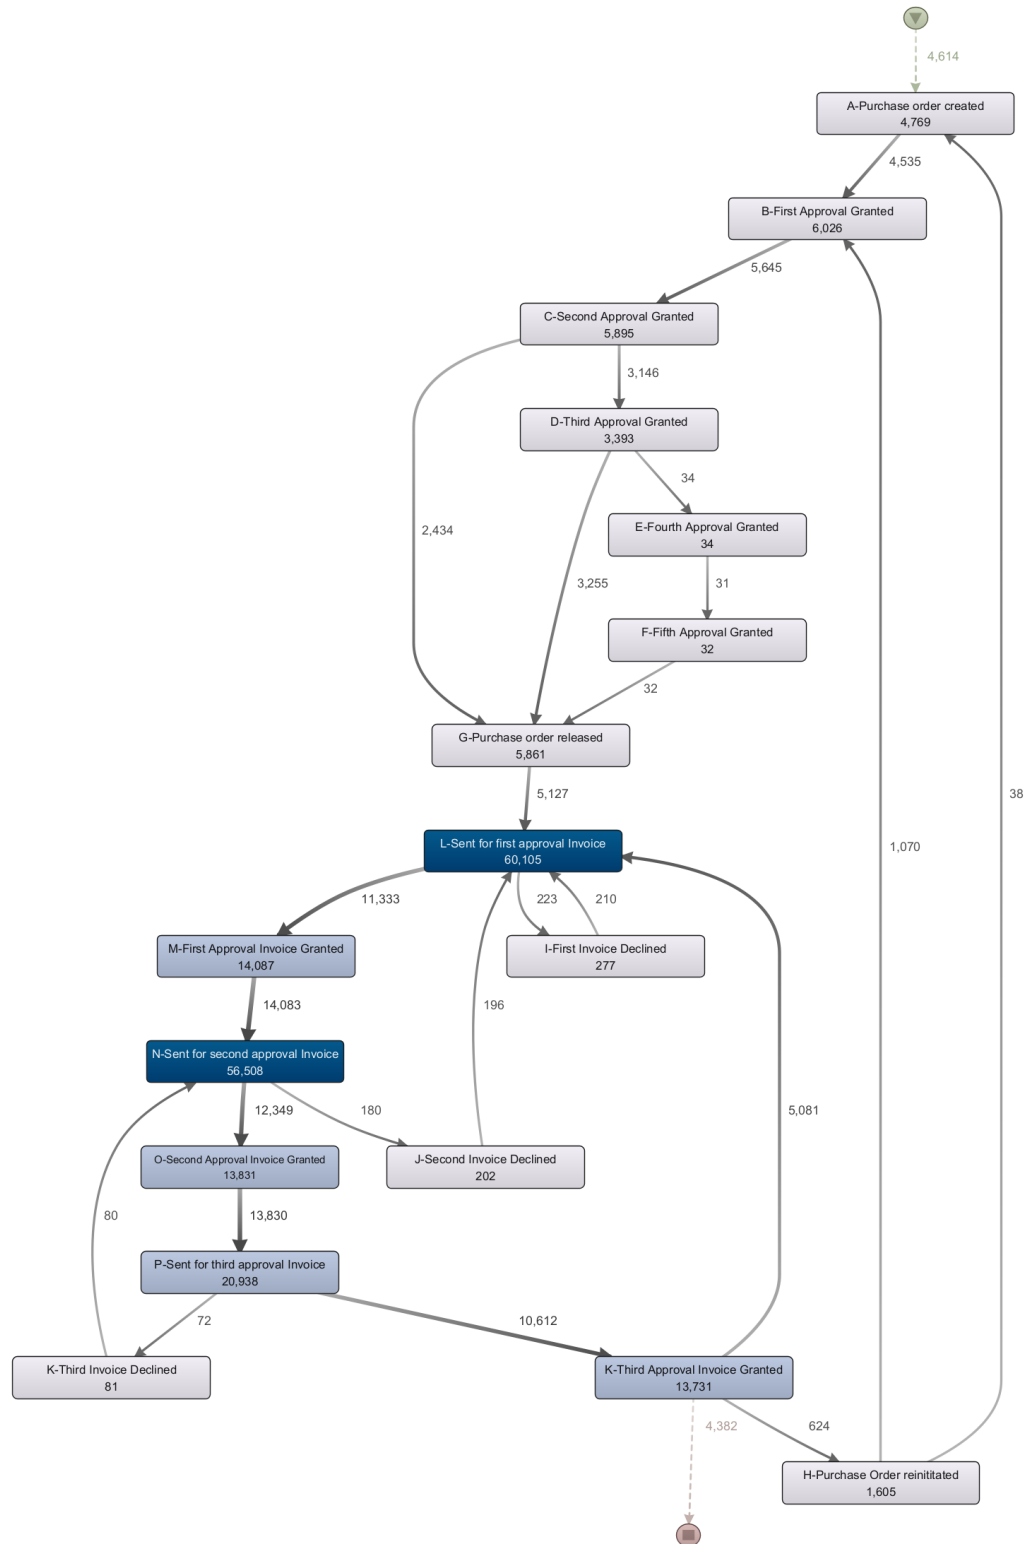 4,614
A-Purchase order created
4,769
4,535
B-First Approval Granted
6,026
5,645
C-Second Approval Granted
5,895
3,146
D-Third Approval Granted
3,393
34
E-Fourth Approval Granted
34
2,434
3,255
31
F-Fifth Approval Granted
32
32
G-Purchase order released
5,861
5,127
38
L-Sent for first approval Invoice
60,105
1,070
11,333
223
210
M-First Approval Invoice Granted
14,087
I-First Invoice Declined
277
14,083
196
N-Sent for second approval Invoice
56,508
12,349
180
5,081
O-Second Approval Invoice Granted
13,831
J-Second Invoice Declined
202
80
13,830
P-Sent for third approval Invoice
20,938
72
10,612
K-Third Invoice Declined
81
K-Third Approval Invoice Granted
13,731
4,382
624
H-Purchase Order reinititated
1,605